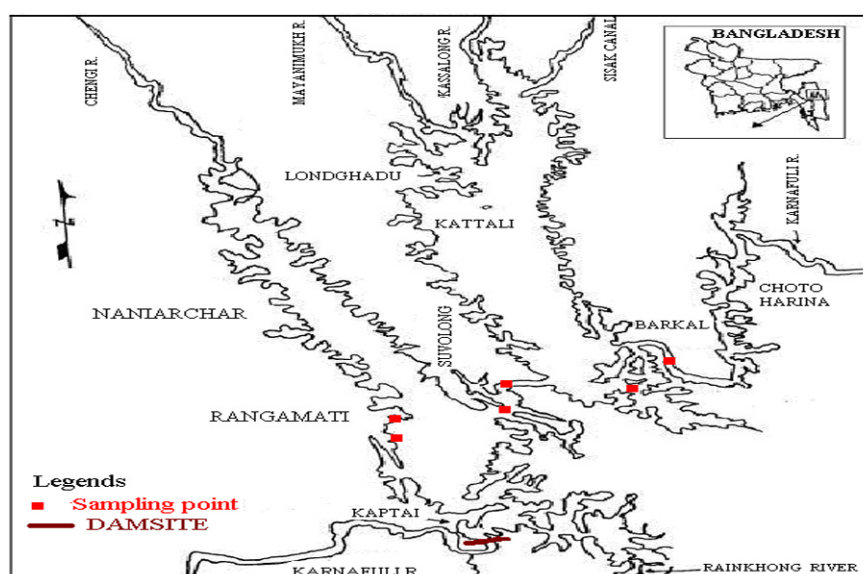 BANGLADESH
CHENGI R.
MAYANIMUKH R.
KASSALONG R.
SISAK CANAL
LONDGHADU
KATTALI
KARNAFULI R.
CHOTO
HARINA
NANIARCHAR
BARKAL
SUVOLONG
RANGAMATI
Legends
Sampling point
DAMSITE
KAPTAI
KARNAFULI R.
RAINKHONG RIVER